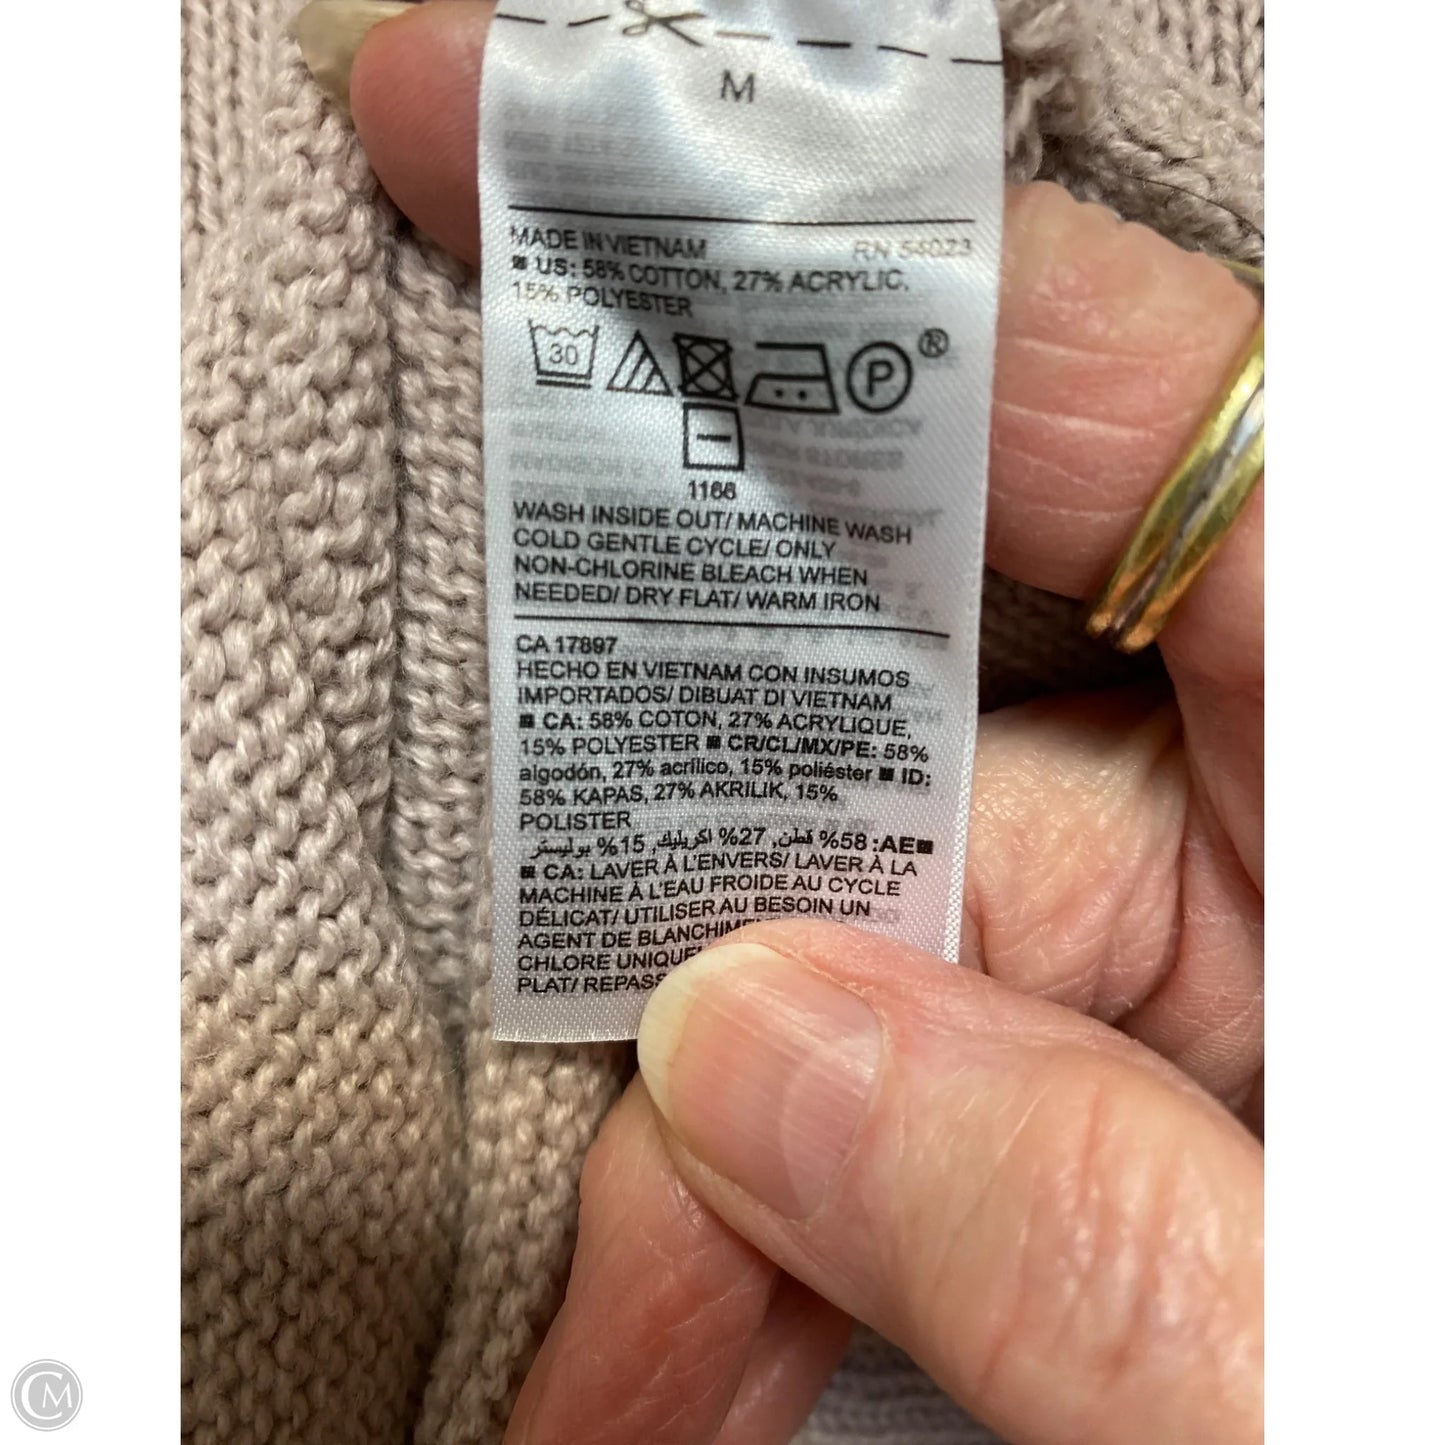 M
MADE IN VIETNAM RN 54023
■ US: 58% COTTON, 27% ACRYLIC,
15% POLYESTER
30 P ®
1166
WASH INSIDE OUT/ MACHINE WASH
COLD GENTLE CYCLE/ ONLY
NON-CHLORINE BLEACH WHEN
NEEDED/ DRY FLAT/ WARM IRON
CA 17897
HECHO EN VIETNAM CON INSUMOS
IMPORTADOS/ DIBUAT DI VIETNAM
■ CA: 58% COTON, 27% ACRYLIQUE,
15% POLYESTER ■ CR/CL/MX/PE: 58%
algodón, 27% acrílico, 15% poliéster ■ ID:
58% KAPAS, 27% AKRILIK, 15%
POLISTER
■AE: 58% قطن, 27% اكريليك, 15% بوليستر
■ CA: LAVER À L'ENVERS/ LAVER À LA
MACHINE À L'EAU FROIDE AU CYCLE
DÉLICAT/ UTILISER AU BESOIN UN
AGENT DE
CHLORE
PLAT/
CM